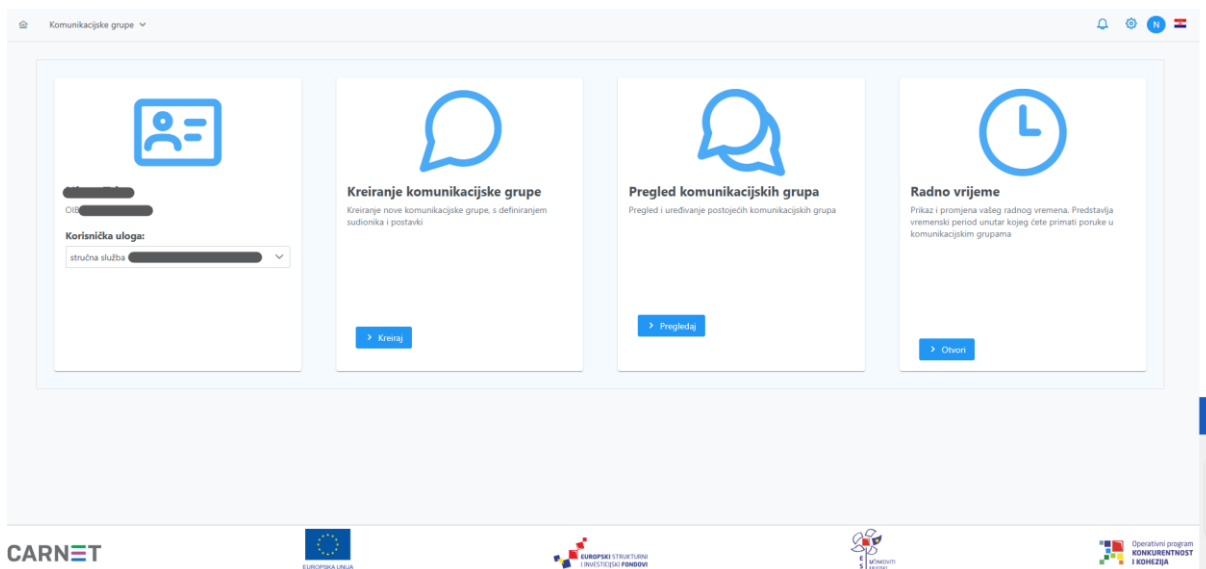 Komunikacijske grupe
N
OIB
Korisnička uloga:
stručna služba
Kreiranje komunikacijske grupe
Kreiranje nove komunikacijske grupe, s definiranjem
sudionika i postavki
Kreiraj
Pregled komunikacijskih grupa
Pregled i uređivanje postojećih komunikacijskih grupa
Pregledaj
Radno vrijeme
Prikaz i promjena vašeg radnog vremena. Predstavlja
vremenski period unutar kojeg ćete primati poruke u
komunikacijskim grupama
Otvori
CARNET
EUROPSKA UNIJA
EUROPSKI STRUKTURNI
I INVESTICIJSKI FONDOVI
E
S
UČINKOVITI
Operativni program
KONKURENTNOST
I KOHEZIJA